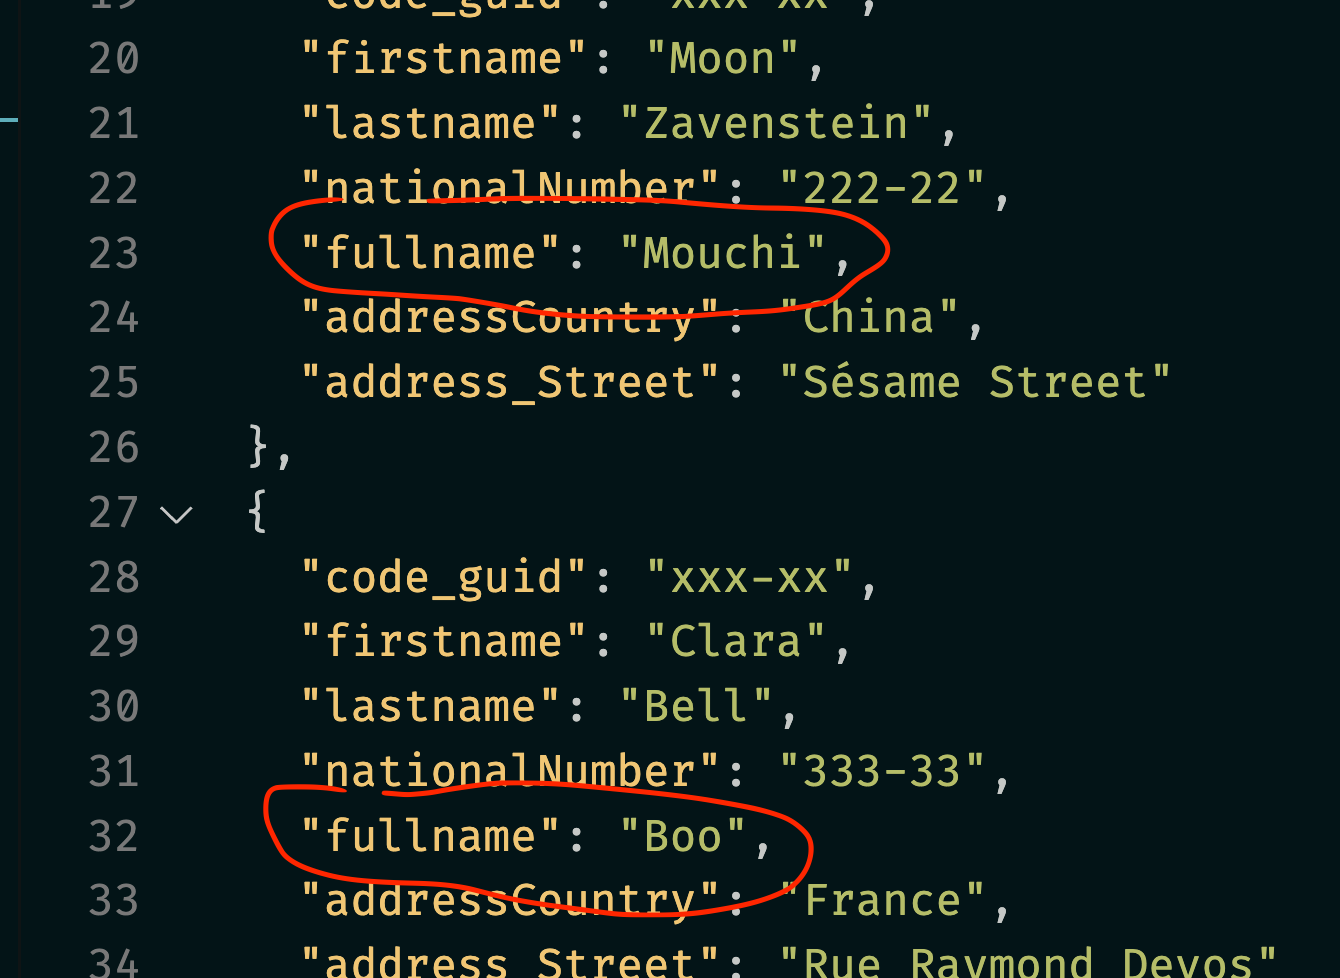 19 "code_guid": "xxx-xx",
20 "firstname": "Moon",
21 "lastname": "Zavenstein",
22 "nationalNumber": "222-22",
23 "fullname": "Mouchi",
24 "addressCountry": "China",
25 "address_Street": "Sésame Street"
26 },
27 {
28 "code_guid": "xxx-xx",
29 "firstname": "Clara",
30 "lastname": "Bell",
31 "nationalNumber": "333-33",
32 "fullname": "Boo",
33 "addressCountry": "France",
34 "address_Street": "Rue Raymond Devos"